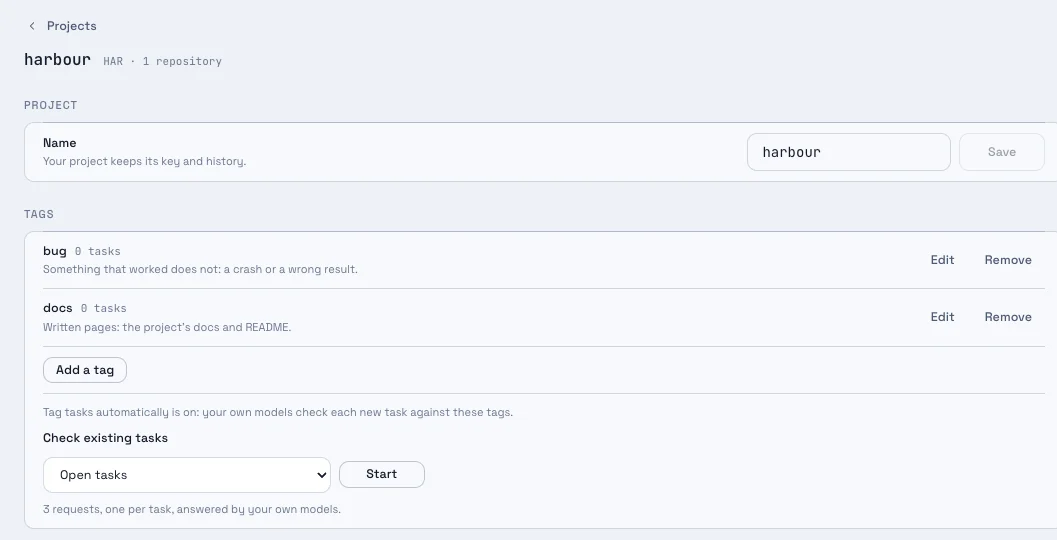 Projects
harbour HAR · 1 repository
PROJECT
Name
Your project keeps its key and history.
harbour
Save
TAGS
bug 0 tasks
Something that worked does not: a crash or a wrong result.
Edit Remove
docs 0 tasks
Written pages: the project's docs and README.
Edit Remove
Add a tag
Tag tasks automatically is on: your own models check each new task against these tags.
Check existing tasks
Open tasks
Start
3 requests, one per task, answered by your own models.